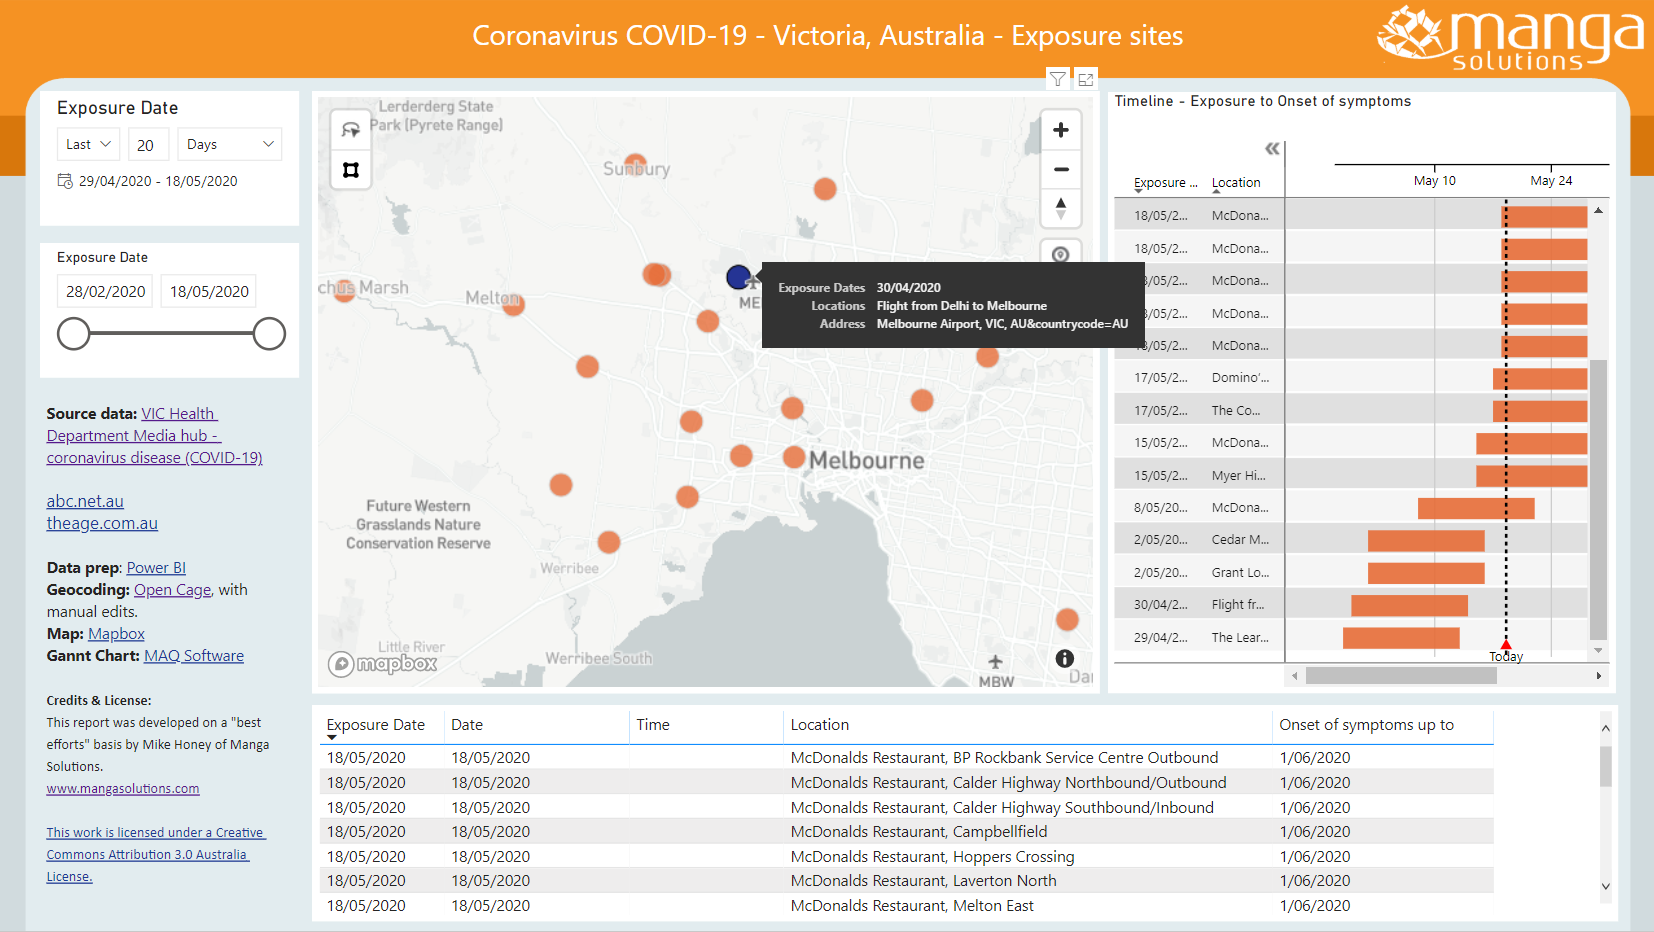 Coronavirus COVID-19 - Victoria, Australia - Exposure sites
manga
solutions
Exposure Date
Last
20
Days
29/04/2020 - 18/05/2020
Exposure Date
28/02/2020
18/05/2020
Source data: VIC Health
Department Media hub -
coronavirus disease (COVID-19)
abc.net.au
theage.com.au
Data prep: Power BI
Geocoding: Open Cage, with
manual edits.
Map: Mapbox
Gannt Chart: MAQ Software
Credits & License:
This report was developed on a "best
efforts" basis by Mike Honey of Manga
Solutions.
www.mangasolutions.com
This work is licensed under a Creative
Commons Attribution 3.0 Australia
License.
Lerderderg State
Park (Pyrete Range)
Sunbury
chus Marsh
Melton
ME
Exposure Dates 30/04/2020
Locations Flight from Delhi to Melbourne
Address Melbourne Airport, VIC, AU&countrycode=AU
Melbourne
Future Western
Grasslands Nature
Conservation Reserve
Werribee
Little River
Werribee South
mapbox
MBW
Da
Timeline - Exposure to Onset of symptoms
Exposure ... Location
May 10 May 24
18/05/2... McDona...
18/05/2... McDona...
8/05/2... McDona...
8/05/2... McDona...
18/05/2... McDona...
17/05/2... Domino'...
17/05/2... The Co...
15/05/2... McDona...
15/05/2... Myer Hi...
8/05/20... McDona...
2/05/20... Cedar M...
2/05/20... Grant Lo...
30/04/2... Flight fr...
29/04/2... The Lear...
Today
Exposure Date Date Time Location Onset of symptoms up to
18/05/2020 18/05/2020 McDonalds Restaurant, BP Rockbank Service Centre Outbound 1/06/2020
18/05/2020 18/05/2020 McDonalds Restaurant, Calder Highway Northbound/Outbound 1/06/2020
18/05/2020 18/05/2020 McDonalds Restaurant, Calder Highway Southbound/Inbound 1/06/2020
18/05/2020 18/05/2020 McDonalds Restaurant, Campbellfield 1/06/2020
18/05/2020 18/05/2020 McDonalds Restaurant, Hoppers Crossing 1/06/2020
18/05/2020 18/05/2020 McDonalds Restaurant, Laverton North 1/06/2020
18/05/2020 18/05/2020 McDonalds Restaurant, Melton East 1/06/2020